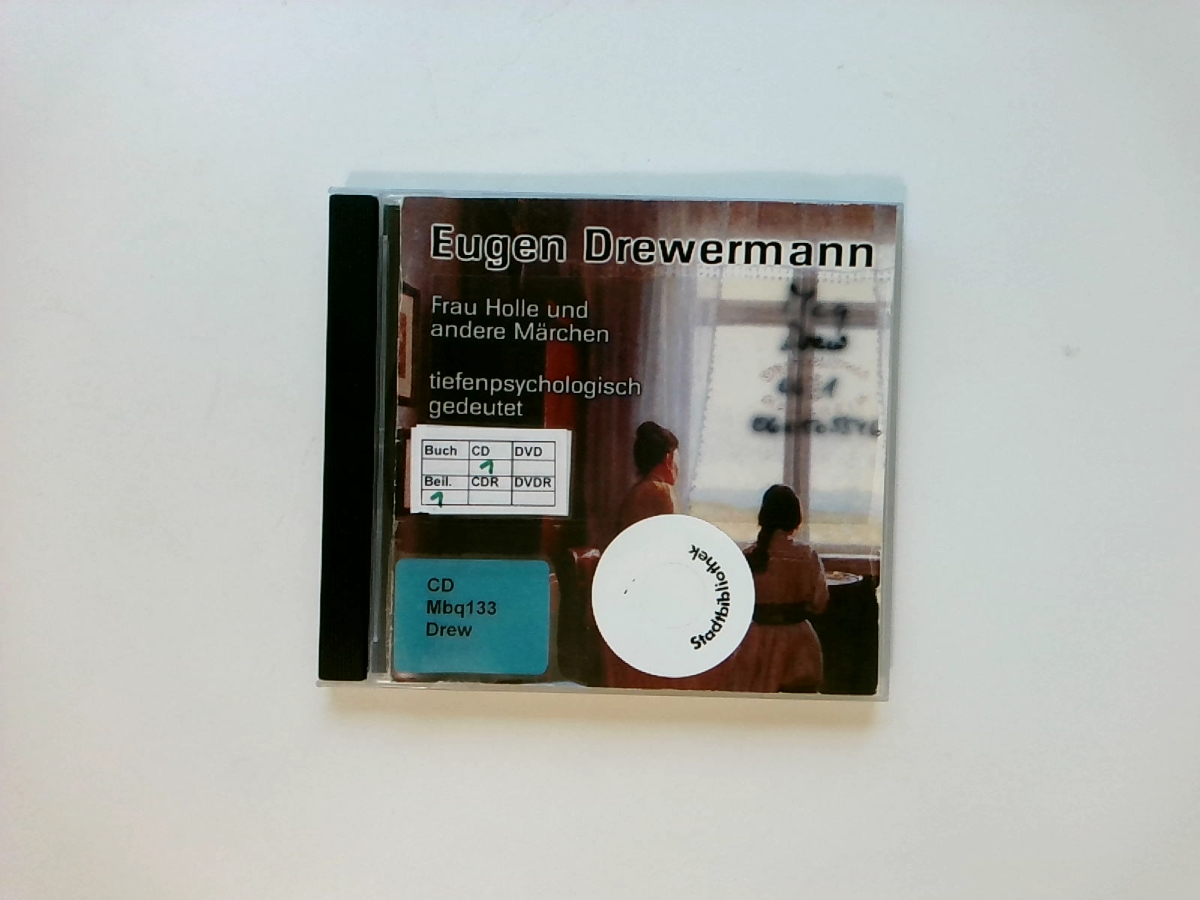 Eugen Drewermann
Frau Holle und
andere Märchen
tiefenpsychologisch
gedeutet
Buch CD DVD
1
Beil. CDR DVDR
1
CD
Mbq133
Drew
Stadtbibliothek
Drew